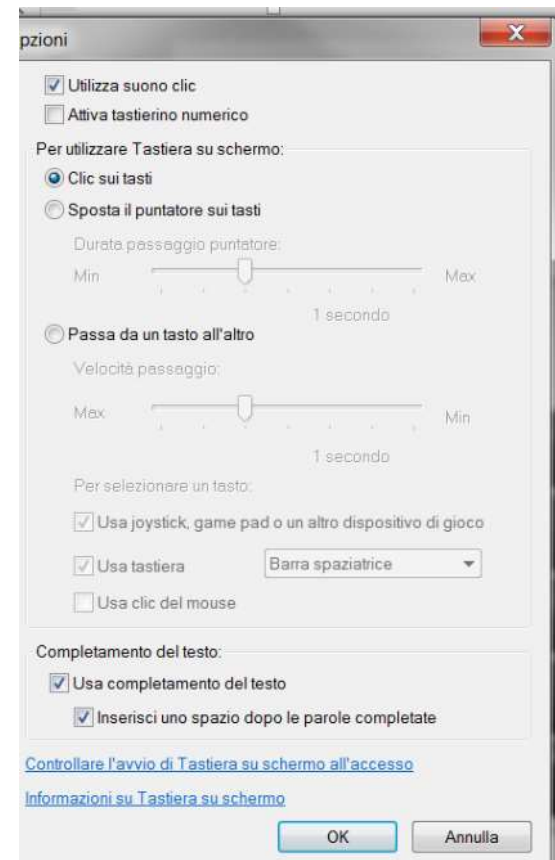 pzioni
Utilizza suono clic
Attiva tastierino numerico
Per utilizzare Tastiera su schermo:
Clic sui tasti
Sposta il puntatore sui tasti
Durata passaggio puntatore:
Min Max
1 secondo
Passa da un tasto all'altro
Velocità passaggio:
Max Min
1 secondo
Per selezionare un tasto:
Usa joystick, game pad o un altro dispositivo di gioco
Usa tastiera Barra spaziatrice
Usa clic del mouse
Completamento del testo:
Usa completamento del testo
Inserisci uno spazio dopo le parole completate
Controllare l'avvio di Tastiera su schermo all'accesso
Informazioni su Tastiera su schermo
OK Annulla